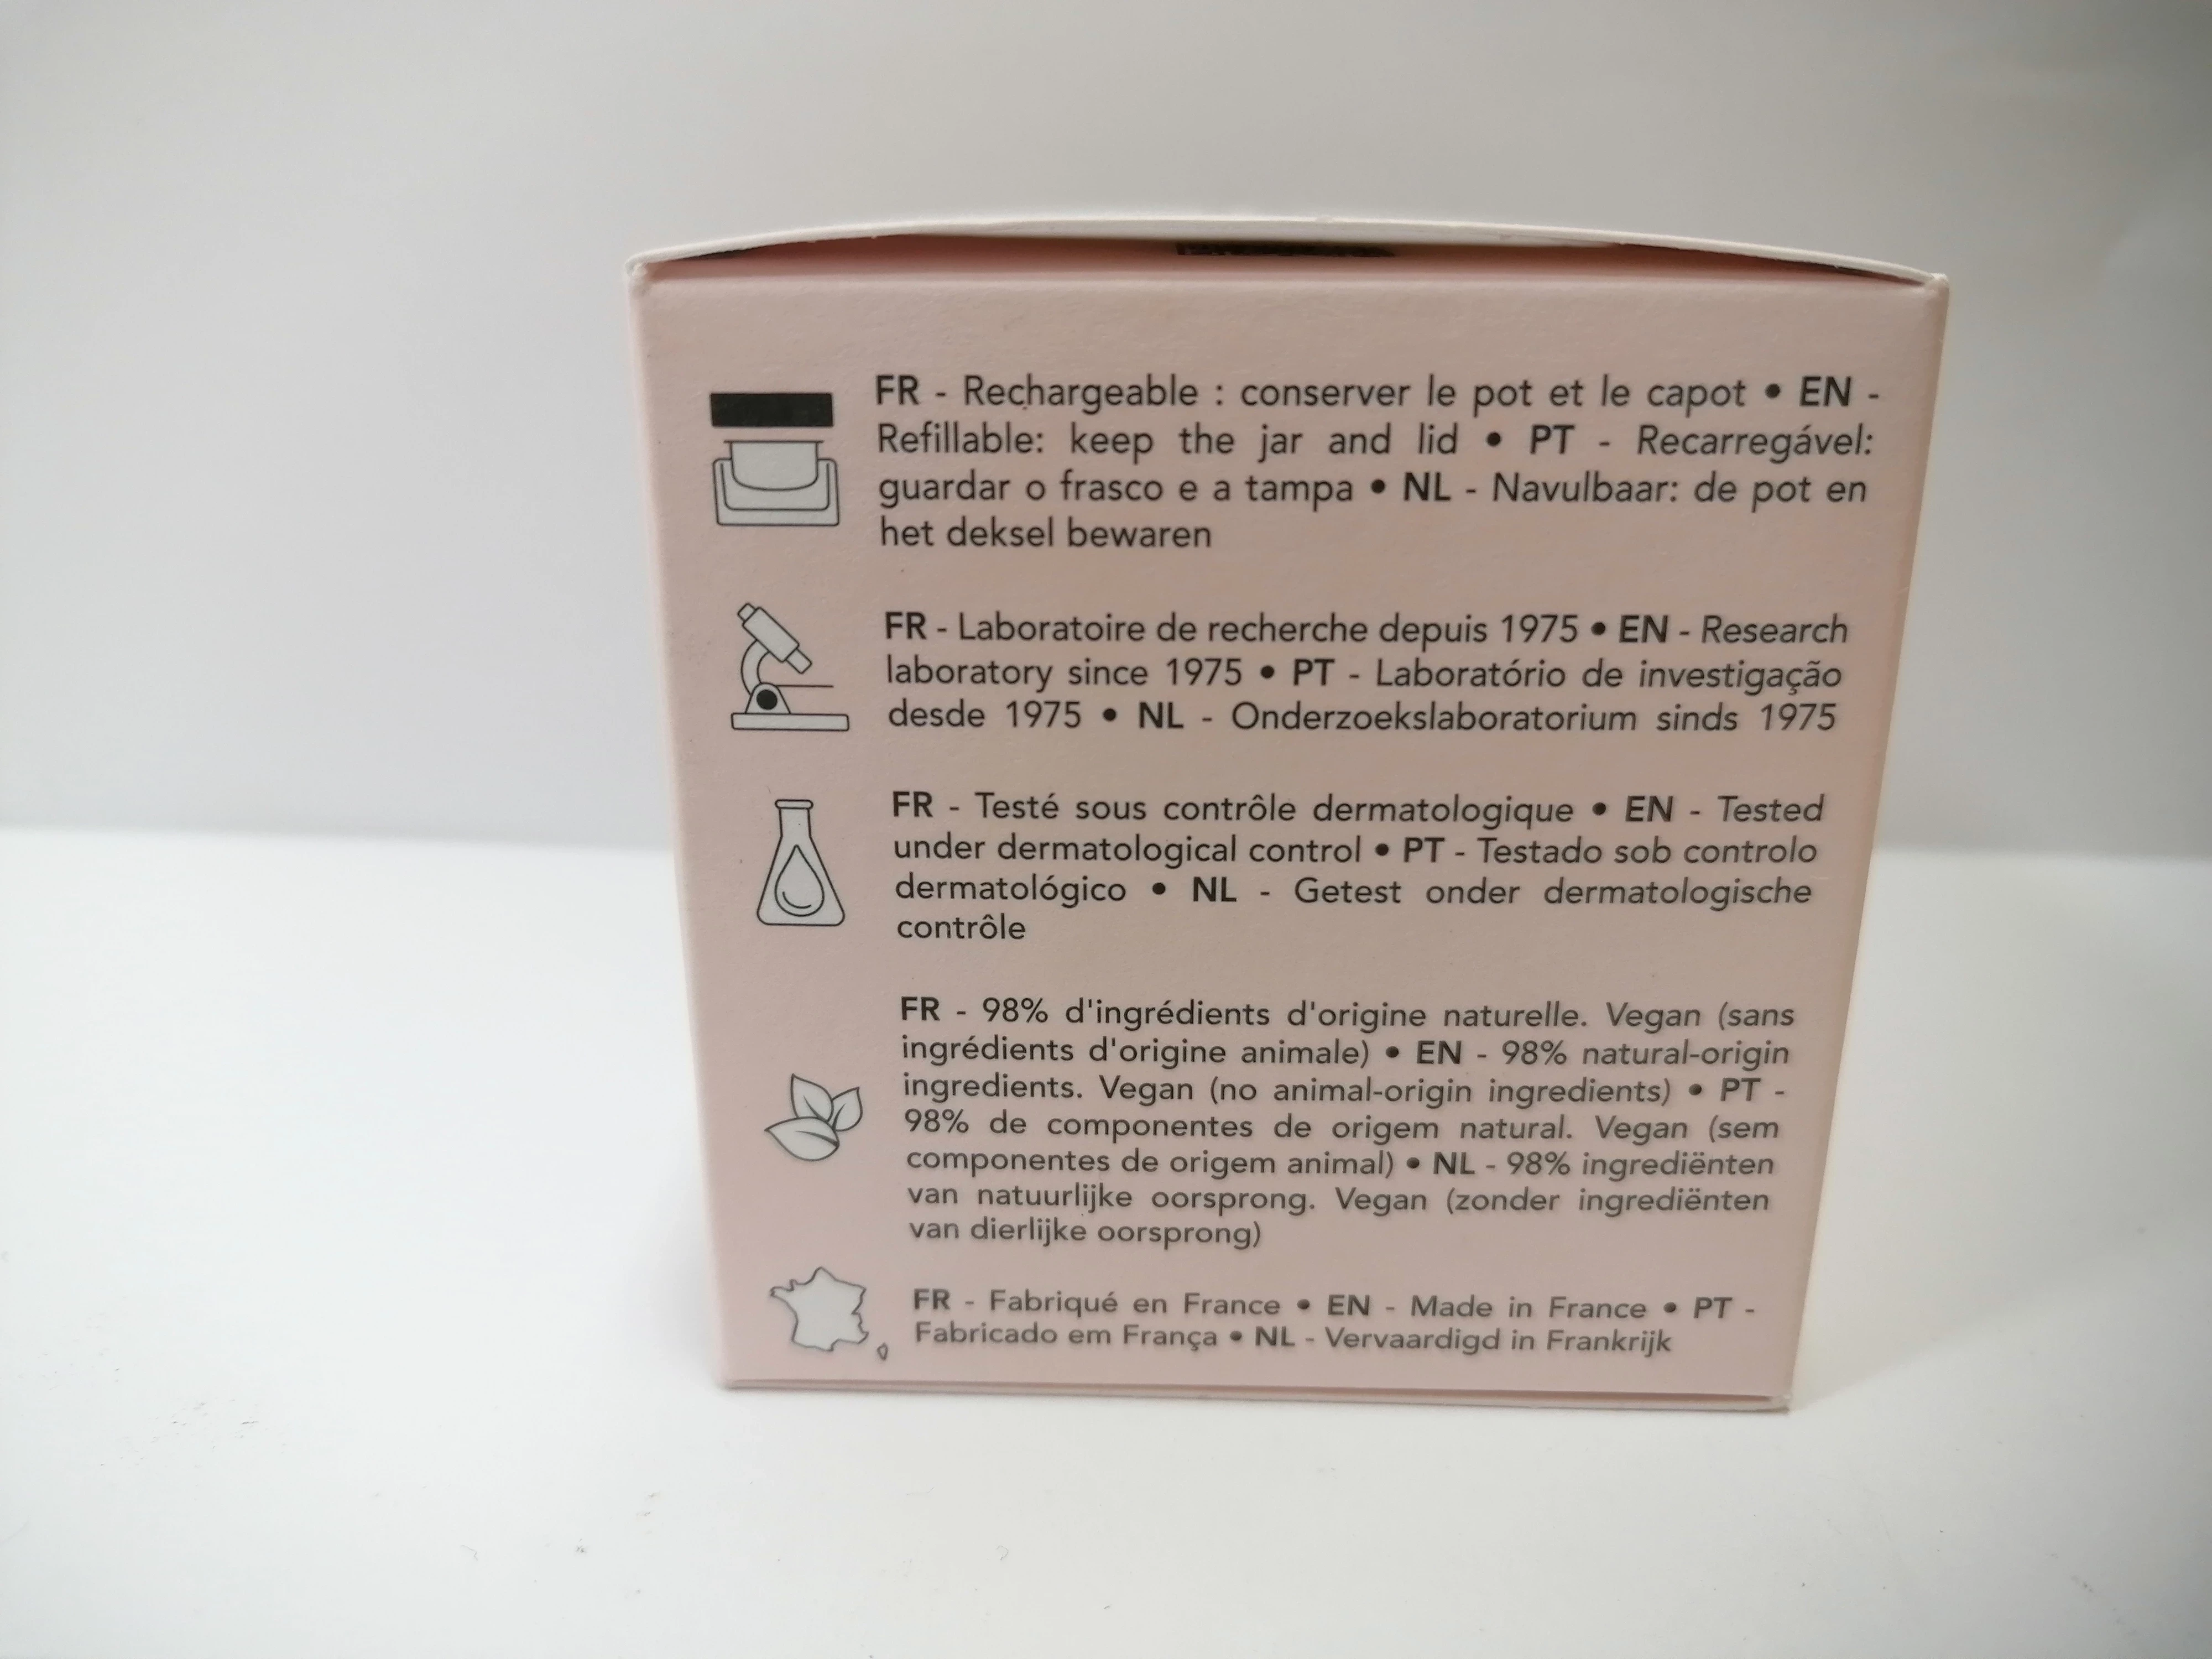 FR - Rechargeable : conserver le pot et le capot • EN -
Refillable: keep the jar and lid • PT - Recarregável:
guardar o frasco e a tampa • NL - Navulbaar: de pot en
het deksel bewaren
FR - Laboratoire de recherche depuis 1975 • EN - Research
laboratory since 1975 • PT - Laboratório de investigação
desde 1975 • NL - Onderzoekslaboratorium sinds 1975
FR - Testé sous contrôle dermatologique • EN - Tested
under dermatological control • PT - Testado sob controlo
dermatológico • NL - Getest onder dermatologische
contrôle
FR - 98% d'ingrédients d'origine naturelle. Vegan (sans
ingrédients d'origine animale) • EN - 98% natural-origin
ingredients. Vegan (no animal-origin ingredients) • PT -
98% de componentes de origem natural. Vegan (sem
componentes de origem animal) • NL - 98% ingrediënten
van natuurlijke oorsprong. Vegan (zonder ingrediënten
van dierlijke oorsprong)
FR - Fabriqué en France • EN - Made in France • PT -
Fabricado em França • NL - Vervaardigd in Frankrijk